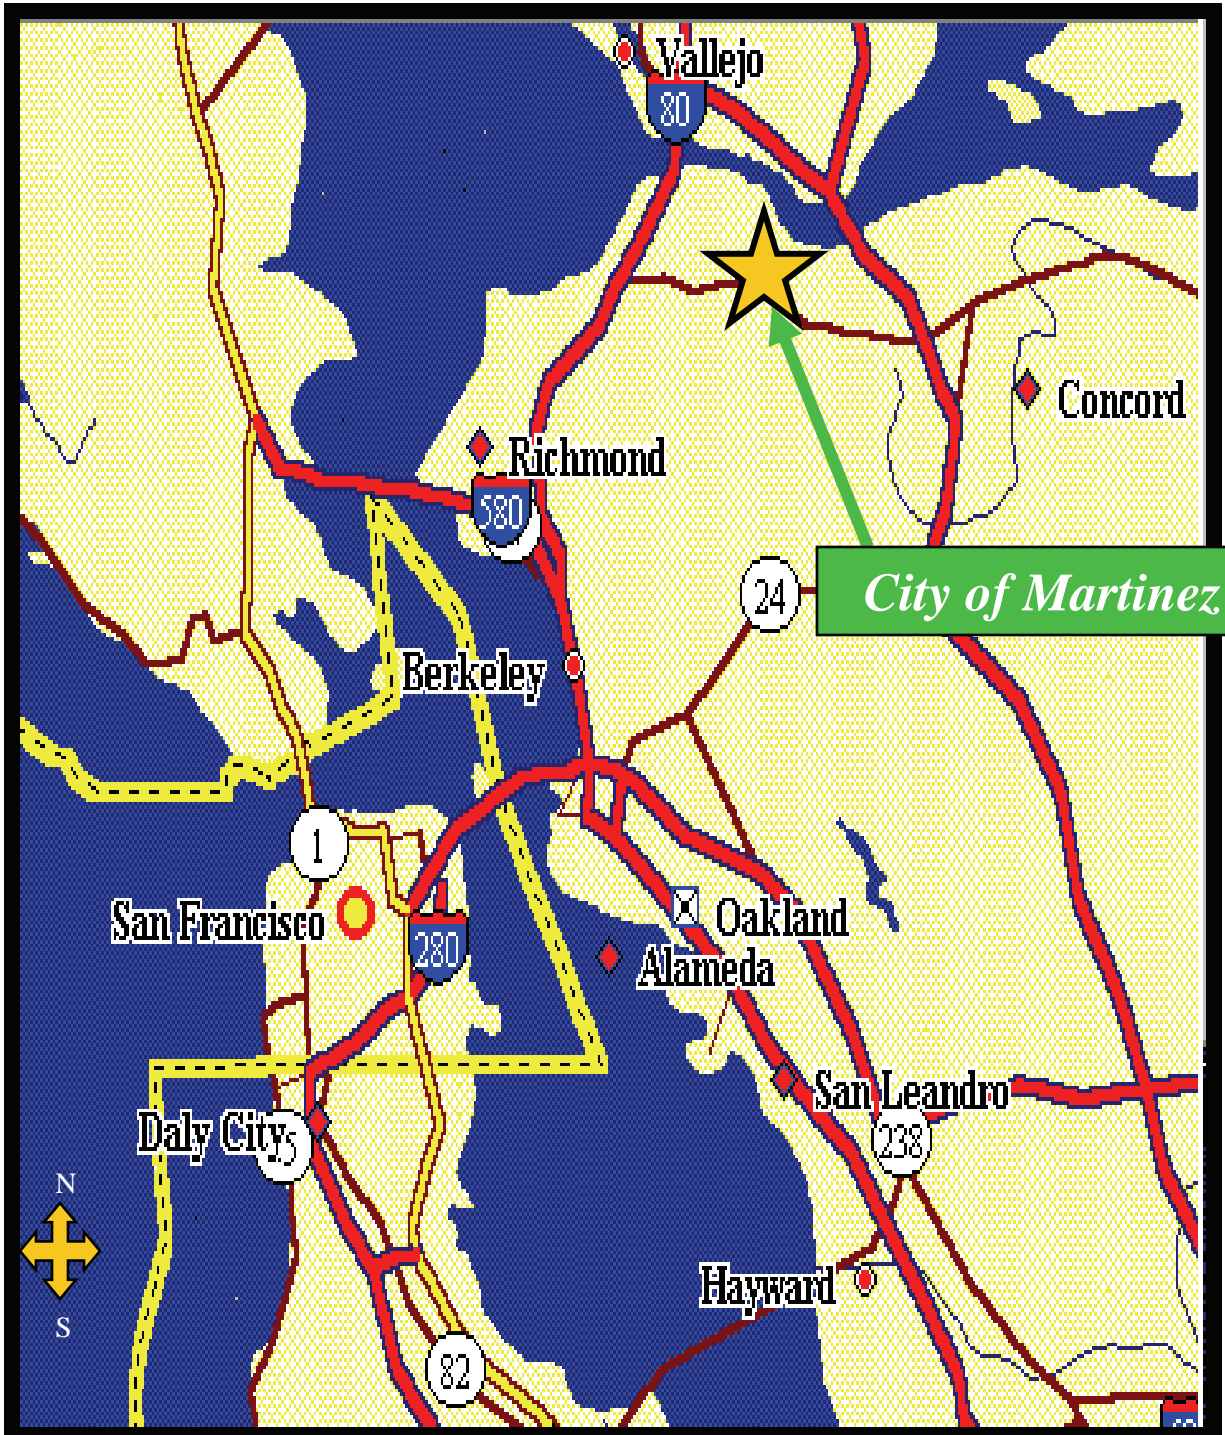 Vallejo
80
Concord
Richmond
580
24
City of Martinez
Berkeley
1
San Francisco
Oakland
280
Alameda
San Leandro
Daly City
238
N
S
Hayward
82